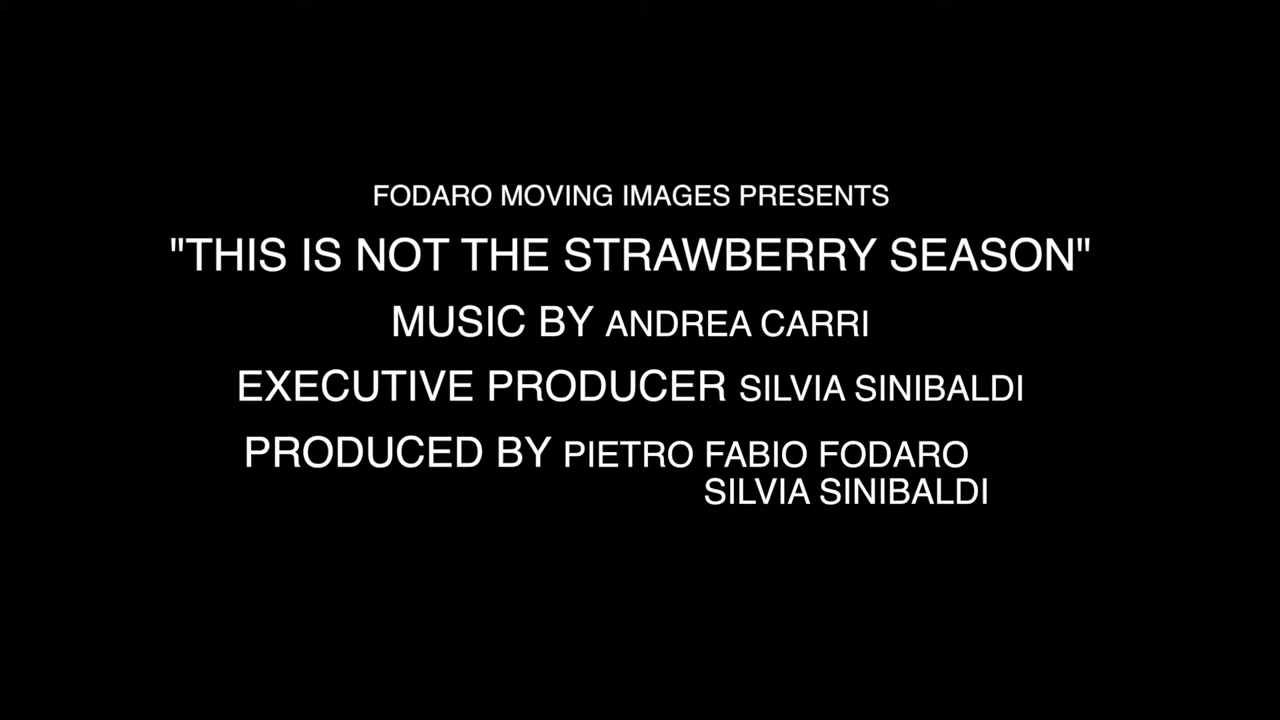 FODARO MOVING IMAGES PRESENTS
"THIS IS NOT THE STRAWBERRY SEASON"
MUSIC BY ANDREA CARRI
EXECUTIVE PRODUCER SILVIA SINIBALDI
PRODUCED BY PIETRO FABIO FODARO
SILVIA SINIBALDI